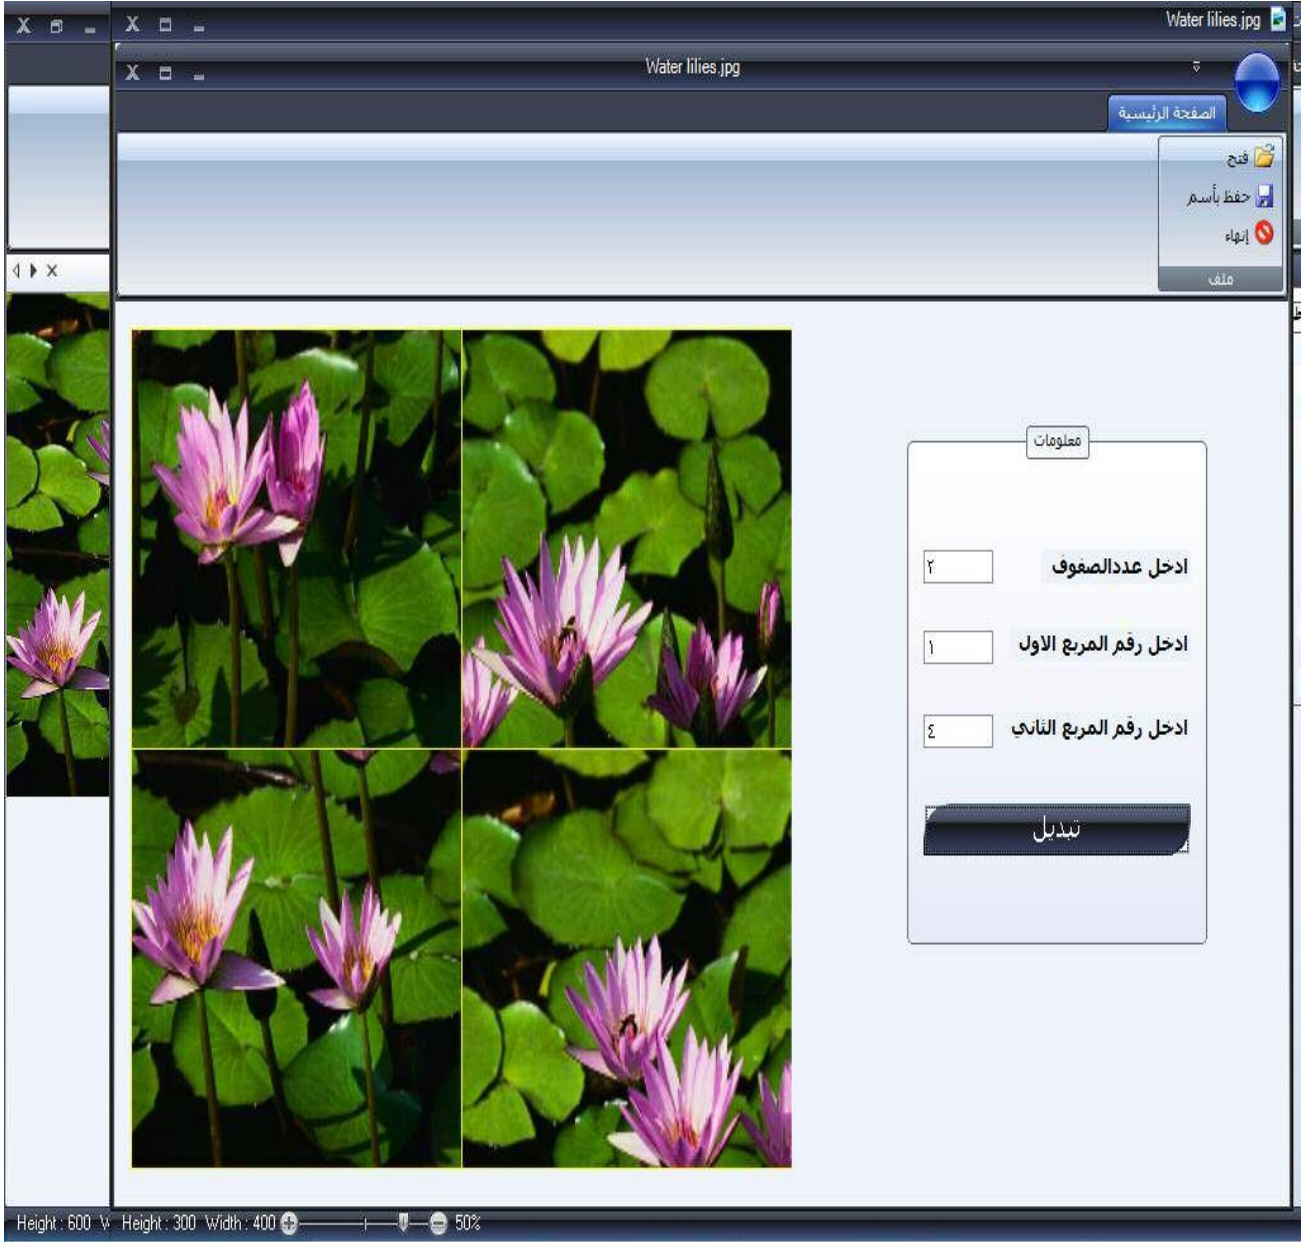 Water lilies.jpg
Water lilies.jpg
الصفحة الرئيسية
فتح
حفظ بأسم
إنهاء
ملف
معلومات
ادخل عددالصفوف ٢
ادخل رقم المربع الاول ١
ادخل رقم المربع الثاني ٤
تبديل
Height : 600
Height : 300 Width : 400 50%